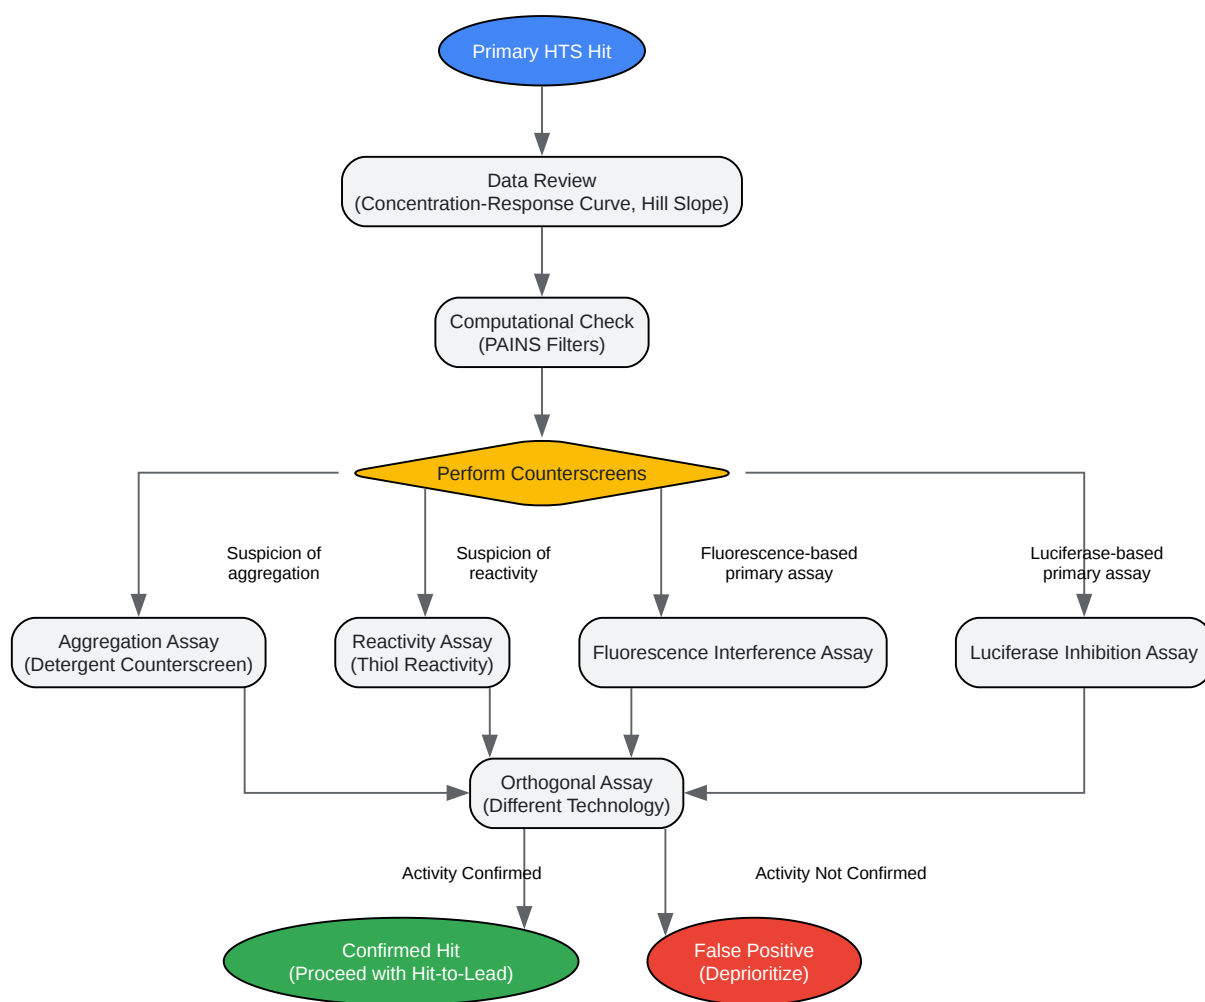 Primary HTS Hit
Data Review
(Concentration-Response Curve, Hill Slope)
Computational Check
(PAINS Filters)
Perform Counterscreens
Suspicion of
aggregation
Suspicion of
reactivity
Fluorescence-based
primary assay
Luciferase-based
primary assay
Aggregation Assay
(Detergent Counterscreen)
Reactivity Assay
(Thiol Reactivity)
Fluorescence Interference Assay
Luciferase Inhibition Assay
Orthogonal Assay
(Different Technology)
Activity Confirmed
Activity Not Confirmed
Confirmed Hit
(Proceed with Hit-to-Lead)
False Positive
(Deprioritize)